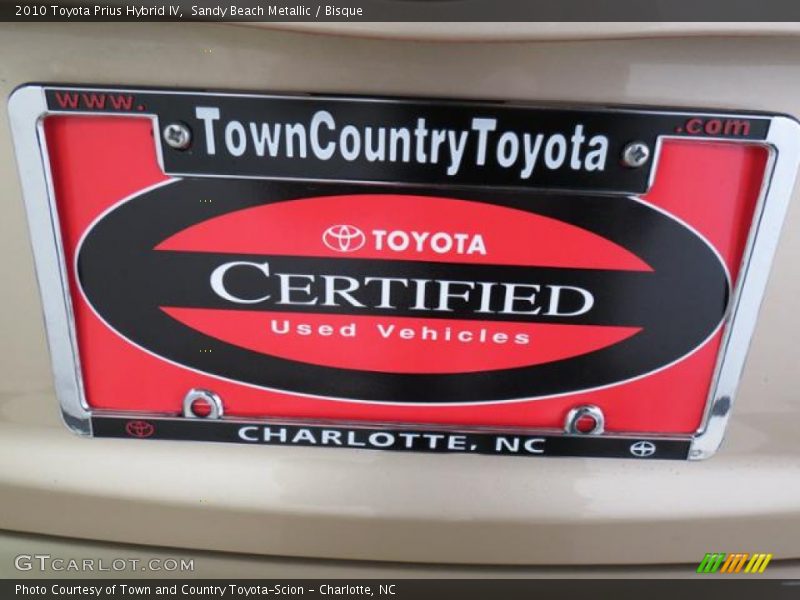 2010 Toyota Prius Hybrid IV,  Sandy Beach Metallic / Bisque
www. TownCountryToyota .com
TOYOTA
CERTIFIED
Used Vehicles
CHARLOTTE, NC
GTCARLOT.COM
Photo Courtesy of Town and Country Toyota-Scion - Charlotte, NC